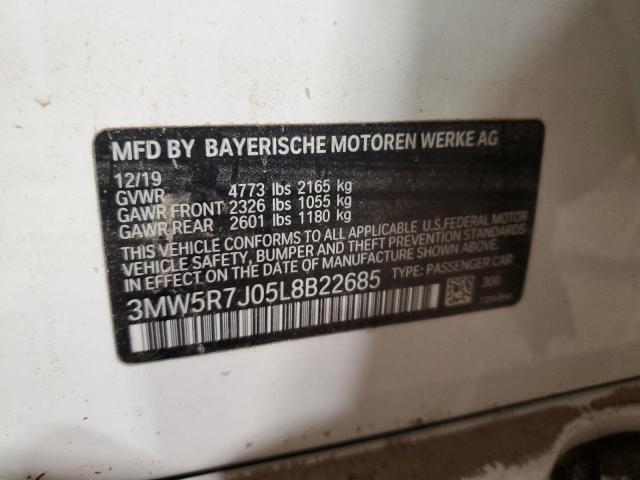 MFD BY BAYERISCHE MOTOREN WERKE AG
12/19
GVWR 4773 lbs 2165 kg
GAWR FRONT 2326 lbs 1055 kg
GAWR REAR 2601 lbs 1180 kg
THIS VEHICLE CONFORMS TO ALL APPLICABLE U.S.FEDERAL MOTOR
VEHICLE SAFETY, BUMPER AND THEFT PREVENTION STANDARDS
IN EFFECT ON THE DATE OF MANUFACTURE SHOWN ABOVE.
3MW5R7J05L8B22685 TYPE: PASSENGER CAR
300